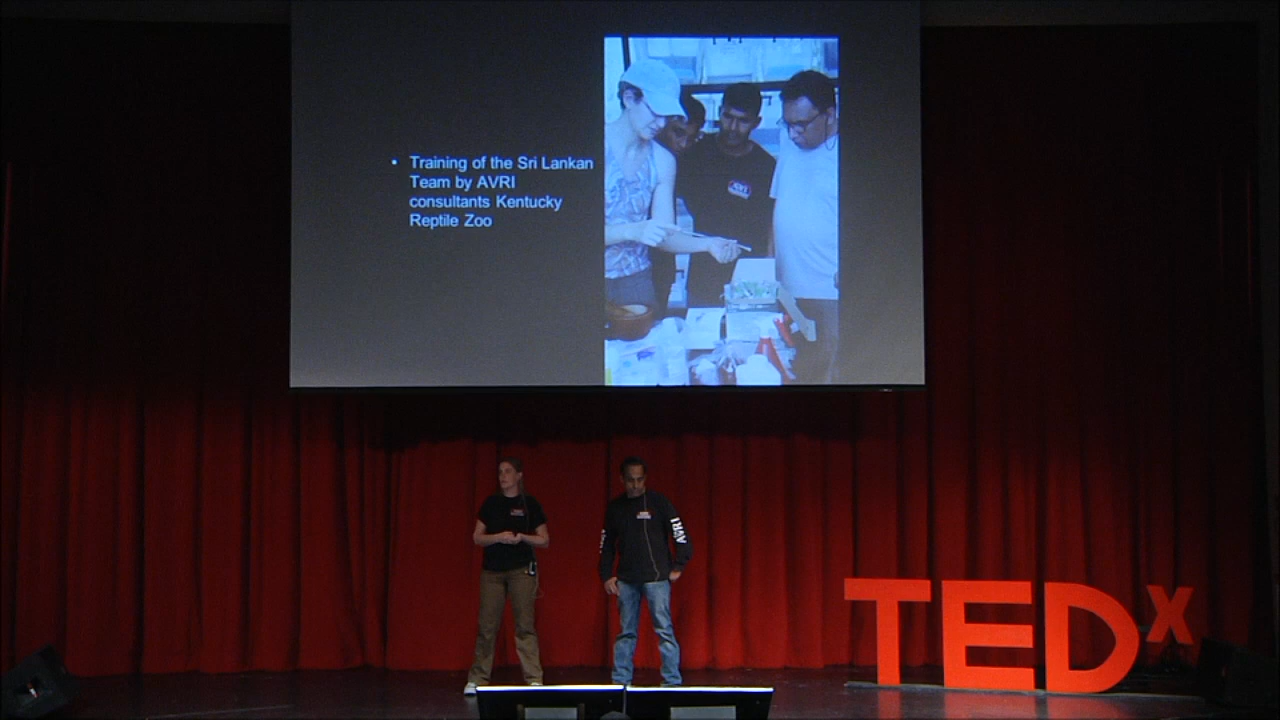 • Training of the Sri Lankan
Team by AVRI
consultants Kentucky
Reptile Zoo
AVRI
TEDx